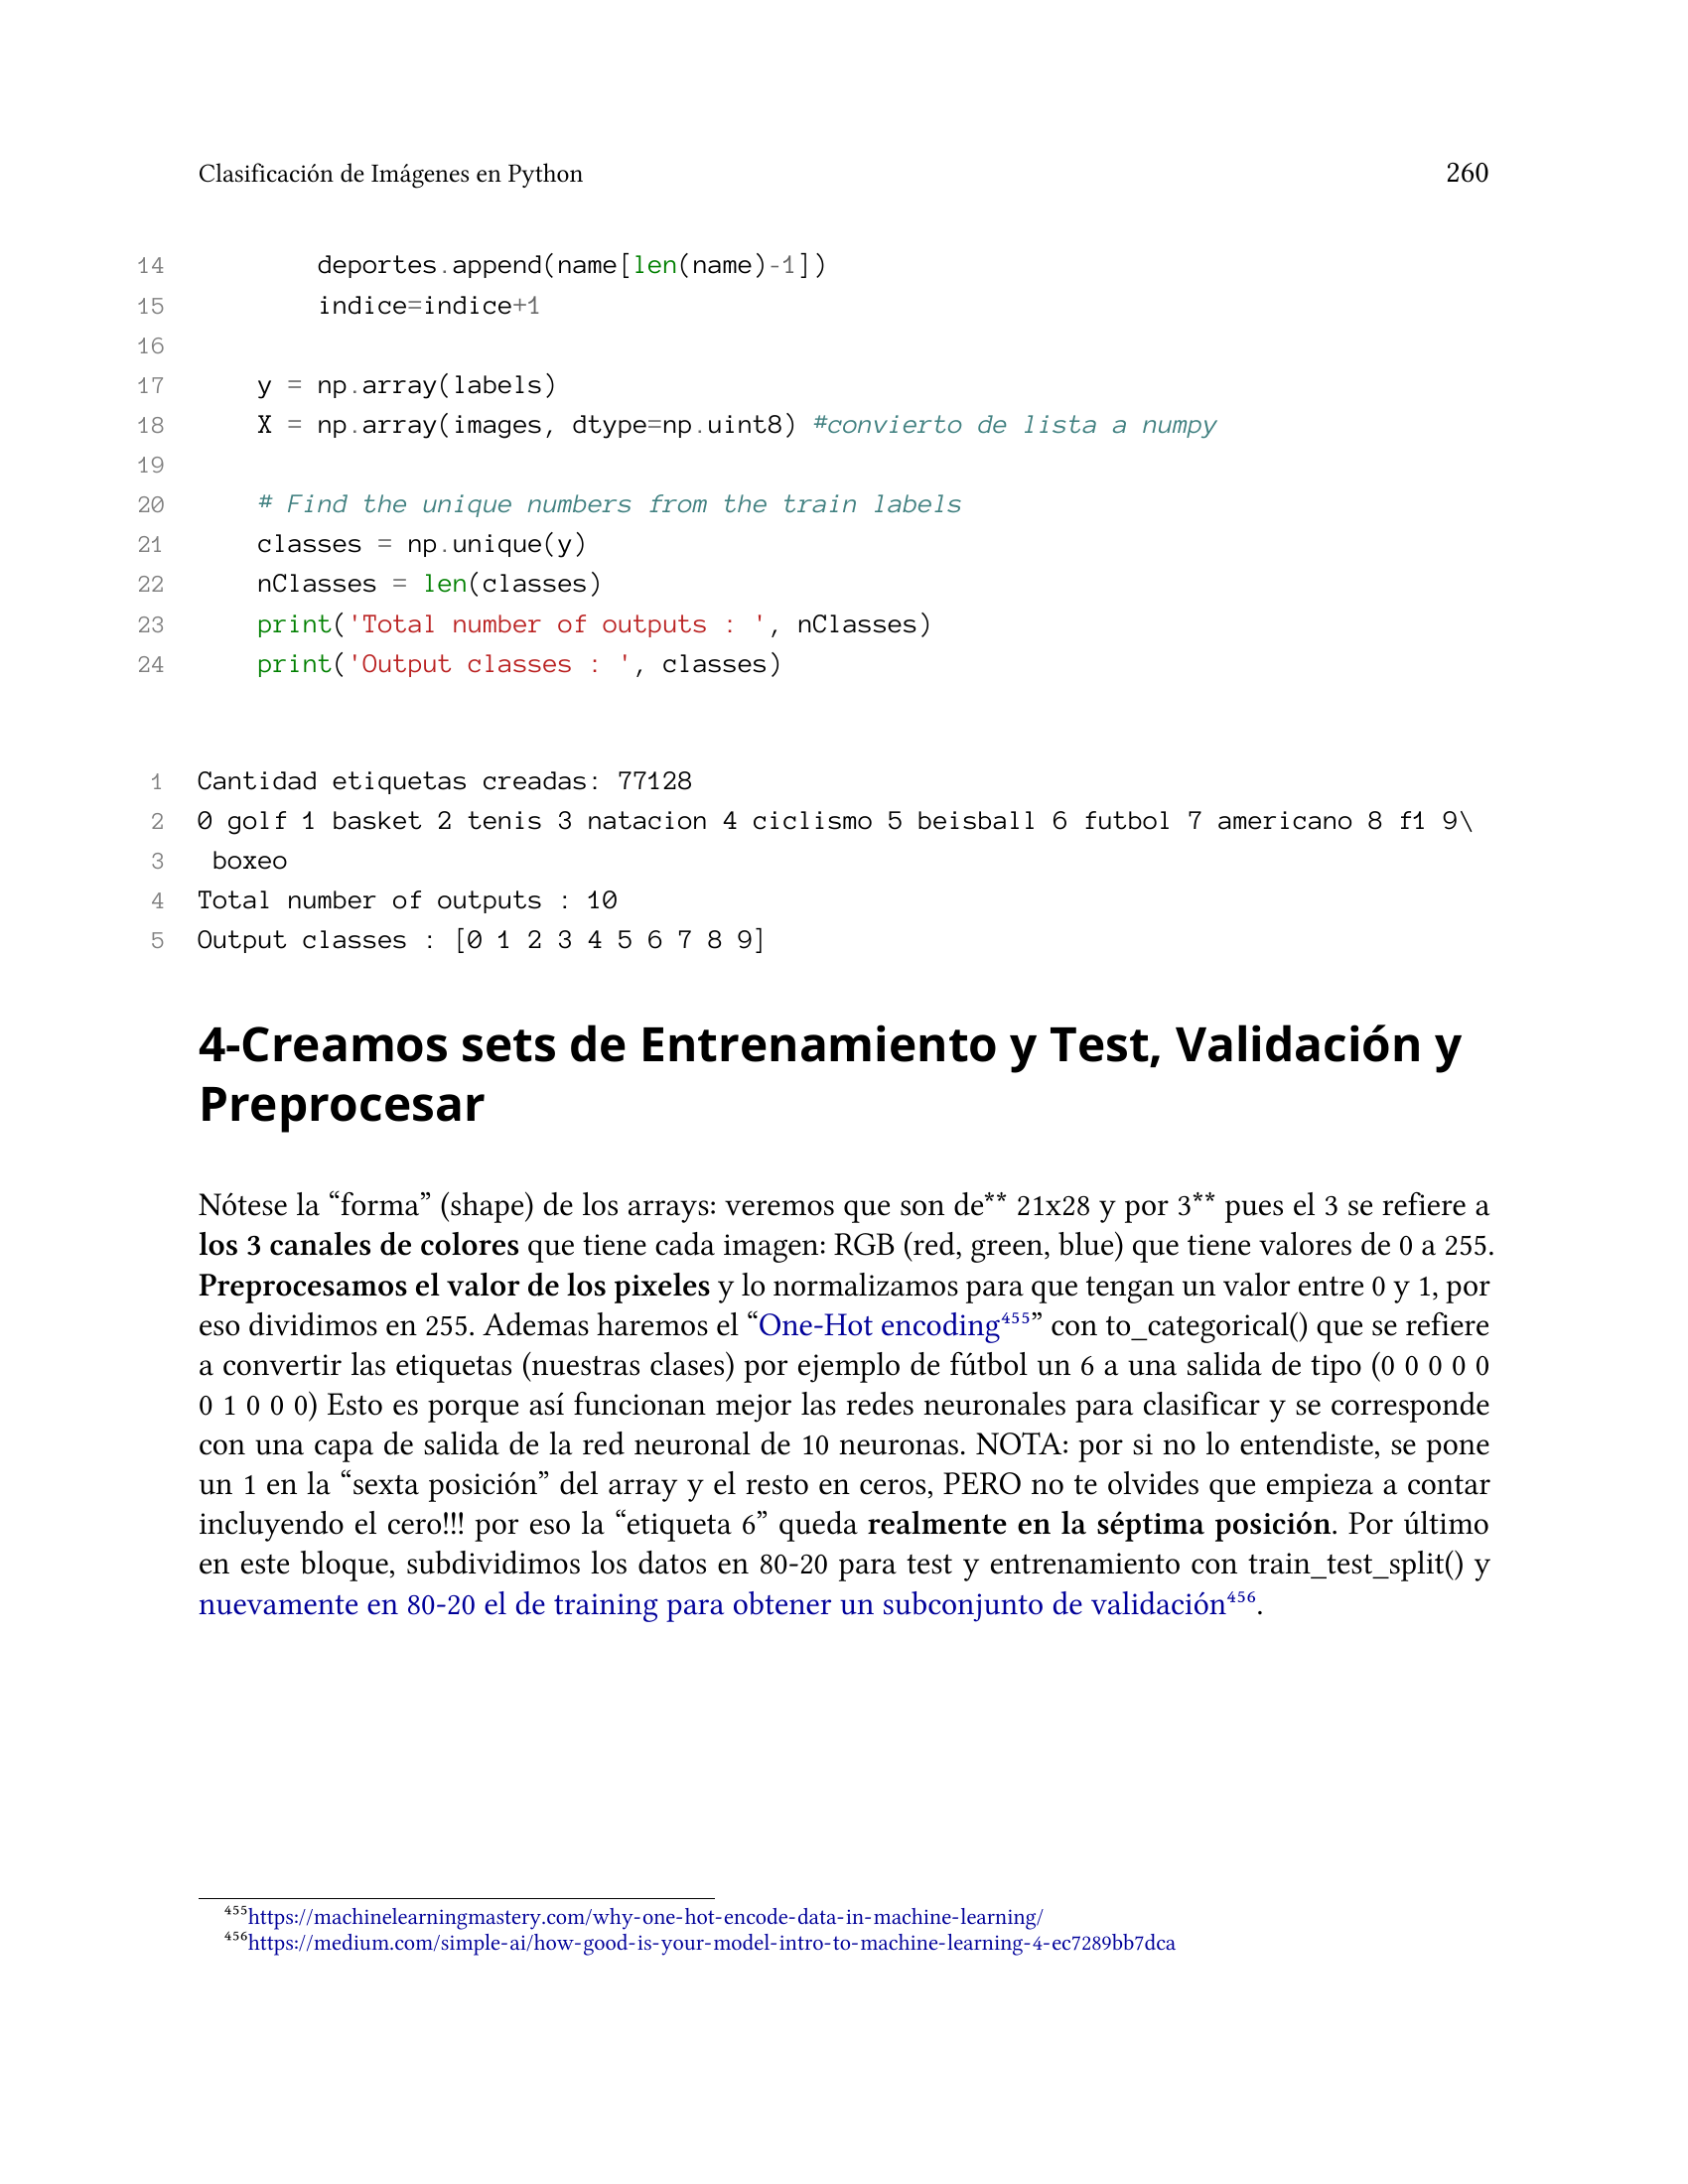 Clasificación de Imágenes en Python 260
14 deportes.append(name[len(name)-1])
15 indice=indice+1
16
17 y = np.array(labels)
18 X = np.array(images, dtype=np.uint8) #convierto de lista a numpy
19
20 # Find the unique numbers from the train labels
21 classes = np.unique(y)
22 nClasses = len(classes)
23 print('Total number of outputs : ', nClasses)
24 print('Output classes : ', classes)
1 Cantidad etiquetas creadas: 77128
2 0 golf 1 basket 2 tenis 3 natacion 4 ciclismo 5 beisball 6 futbol 7 americano 8 f1 9\
3 boxeo
4 Total number of outputs : 10
5 Output classes : [0 1 2 3 4 5 6 7 8 9]
4-Creamos sets de Entrenamiento y Test, Validación y
Preprocesar
Nótese la “forma” (shape) de los arrays: veremos que son de** 21x28 y por 3** pues el 3 se refiere a
los 3 canales de colores que tiene cada imagen: RGB (red, green, blue) que tiene valores de 0 a 255.
Preprocesamos el valor de los pixeles y lo normalizamos para que tengan un valor entre 0 y 1, por
eso dividimos en 255. Ademas haremos el “One-Hot encoding⁴⁵⁵” con to_categorical() que se refiere
a convertir las etiquetas (nuestras clases) por ejemplo de fútbol un 6 a una salida de tipo (0 0 0 0 0
0 1 0 0 0) Esto es porque así funcionan mejor las redes neuronales para clasificar y se corresponde
con una capa de salida de la red neuronal de 10 neuronas. NOTA: por si no lo entendiste, se pone
un 1 en la “sexta posición” del array y el resto en ceros, PERO no te olvides que empieza a contar
incluyendo el cero!!! por eso la “etiqueta 6” queda realmente en la séptima posición. Por último
en este bloque, subdividimos los datos en 80-20 para test y entrenamiento con train_test_split() y
nuevamente en 80-20 el de training para obtener un subconjunto de validación⁴⁵⁶.
⁴⁵⁵https://machinelearningmastery.com/why-one-hot-encode-data-in-machine-learning/
⁴⁵⁶https://medium.com/simple-ai/how-good-is-your-model-intro-to-machine-learning-4-ec7289bb7dca